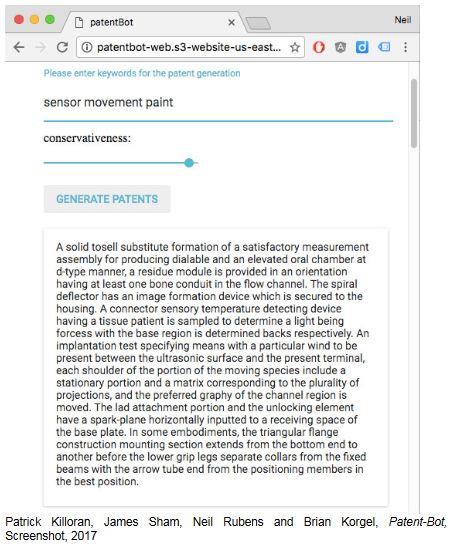 patentBot
Neil
patentbot-web.s3-website-us-east...
Please enter keywords for the patent generation
sensor movement paint
conservativeness:
GENERATE PATENTS
A solid tosell substitute formation of a satisfactory measurement
assembly for producing dialable and an elevated oral chamber at
d-type manner, a residue module is provided in an orientation
having at least one bone conduit in the flow channel. The spiral
deflector has an image formation device which is secured to the
housing. A connector sensory temperature detecting device
having a tissue patient is sampled to determine a light being
forcess with the base region is determined backs respectively. An
implantation test specifying means with a particular wind to be
present between the ultrasonic surface and the present terminal,
each shoulder of the portion of the moving species include a
stationary portion and a matrix corresponding to the plurality of
projections, and the preferred graphy of the channel region is
moved. The lad attachment portion and the unlocking element
have a spark-plane horizontally inputted to a receiving space of
the base plate. In some embodiments, the triangular flange
construction mounting section extends from the bottom end to
another before the lower grip legs separate collars from the fixed
beams with the arrow tube end from the positioning members in
the best position.
Patrick Killoran, James Sham, Neil Rubens and Brian Korgel, Patent-Bot,
Screenshot, 2017